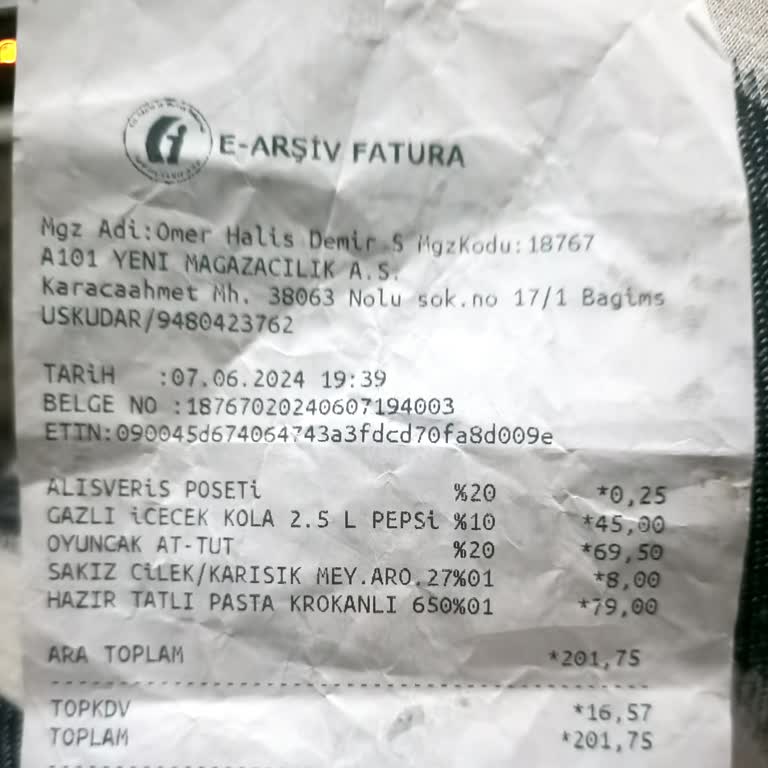 E-ARŞİV FATURA
Mgz Adi:Omer Halis Demir S MgzKodu:18767
A101 YENİ MAGAZACILIK A.S.
Karacaahmet Mh. 38063 Nolu sok.no 17/1 Bagims
USKUDAR/9480423762
TARiH :07.06.2024 19:39
BELGE NO :18767020240607194003
ETTN:090045d674064743a3fdcd70fa8d009e
ALISVERiS POSETi %20 *0,25
GAZLI iCECEK KOLA 2.5 L PEPSi %10 *45,00
OYUNCAK AT-TUT %20 *69,50
SAKIZ CiLEK/KARISIK MEY.ARO.27%01 *8,00
HAZIR TATLI PASTA KROKANLI 650%01 *79,00
ARA TOPLAM *201,75
TOPKDV *16,57
TOPLAM *201,75